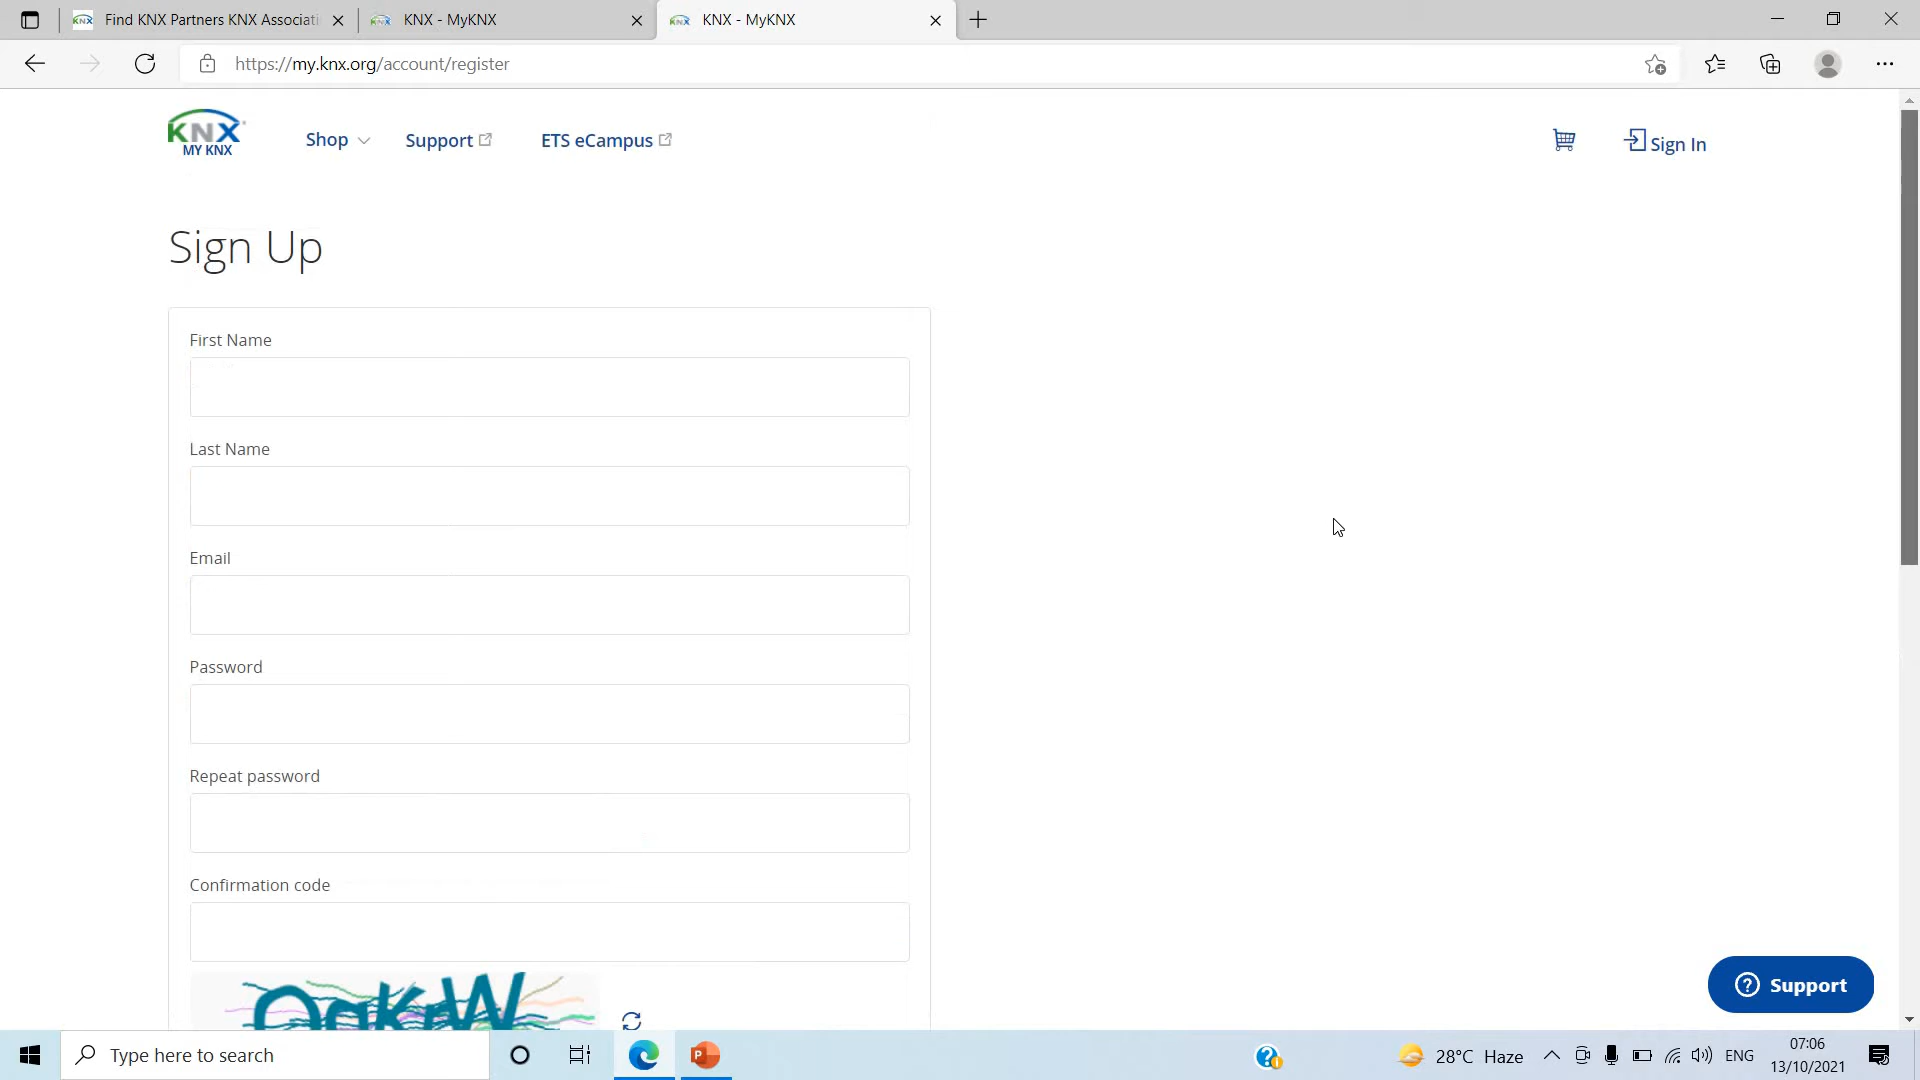 Find KNX Partners KNX Associati
KNX - MyKNX
KNX - MyKNX
https://my.knx.org/account/register
KNX
MY KNX
Shop
Support
ETS eCampus
Sign In
Sign Up
First Name
Last Name
Email
Password
Repeat password
Confirmation code
Support
Type here to search
28°C Haze
ENG
07:06
13/10/2021